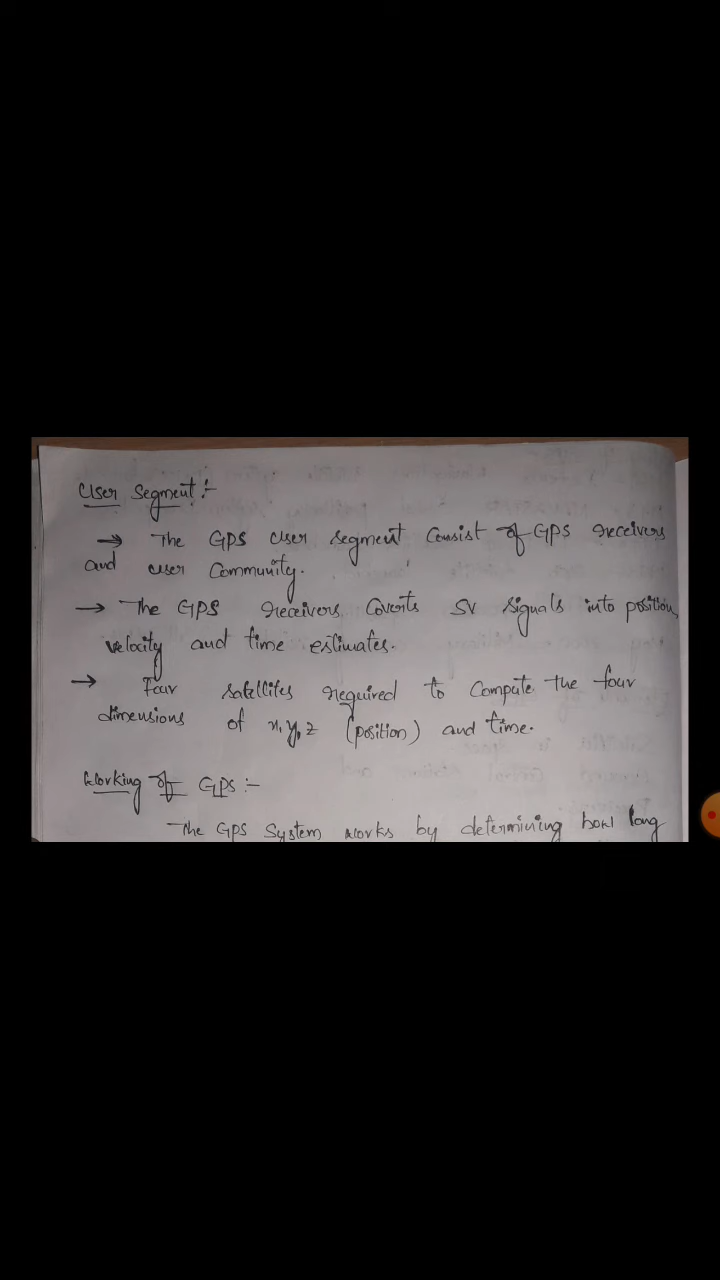 User Segment :-
→ The GPS User Segment Consist of GPS receivers
and user Community.
→ The GPS receivers Coverts SV signals into position,
velocity and time estimates.
→ Four satellites required to Compute the four
dimensions of x, y, z (position) and time.
Working of GPS :-
The GPS System works by determining how long